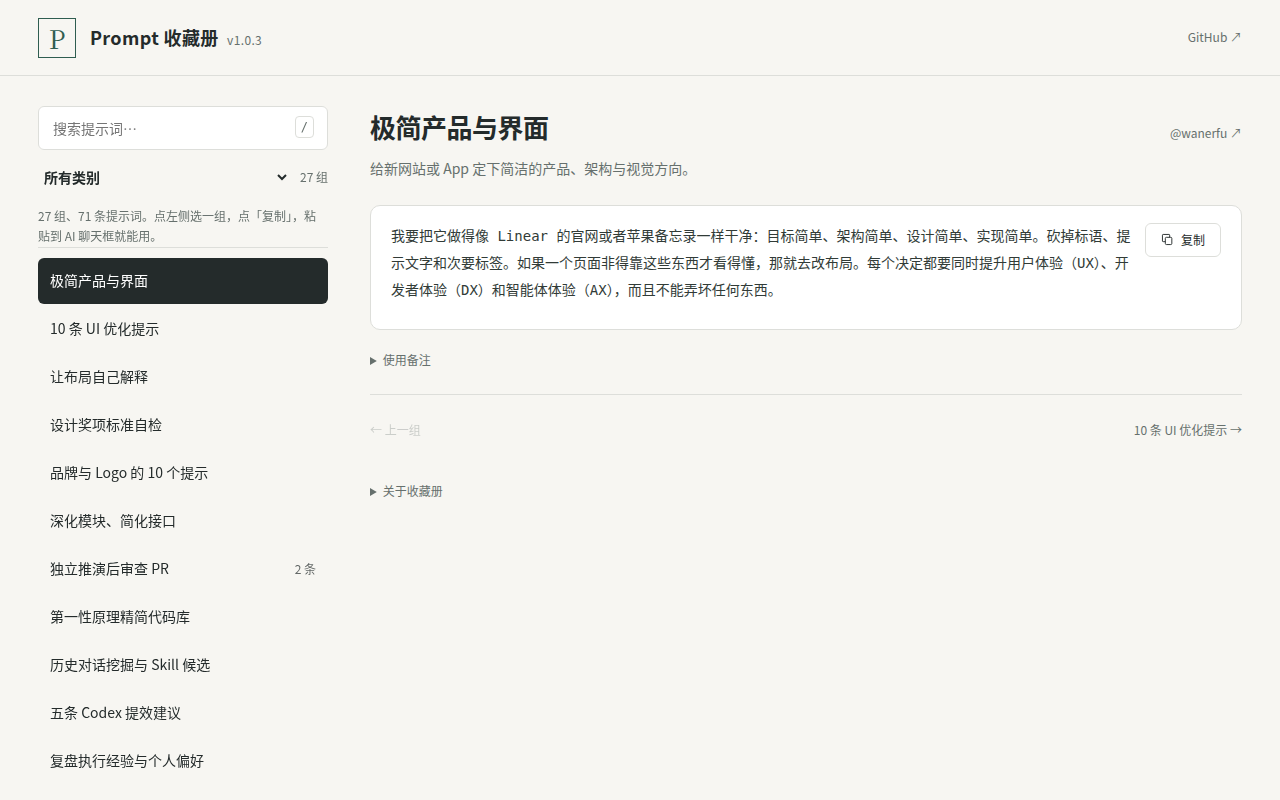 P
Prompt 收藏册 v1.0.3
GitHub ↗
搜索提示词…
/
所有类别
27 组
27 组、71 条提示词。点左侧选一组，点「复制」，粘
贴到 AI 聊天框就能用。
极简产品与界面
10 条 UI 优化提示
让布局自己解释
设计奖项标准自检
品牌与 Logo 的 10 个提示
深化模块、简化接口
独立推演后审查 PR
2 条
第一性原理精简代码库
历史对话挖掘与 Skill 候选
五条 Codex 提效建议
复盘执行经验与个人偏好
极简产品与界面
@wanerfu ↗
给新网站或 App 定下简洁的产品、架构与视觉方向。
我要把它做得像 Linear 的官网或者苹果备忘录一样干净：目标简单、架构简单、设计简单、实现简单。砍掉标语、提
示文字和次要标签。如果一个页面非得靠这些东西才看得懂，那就去改布局。每个决定都要同时提升用户体验（UX）、开
发者体验（DX）和智能体体验（AX），而且不能弄坏任何东西。
复制
▶ 使用备注
← 上一组
10 条 UI 优化提示 →
▶ 关于收藏册